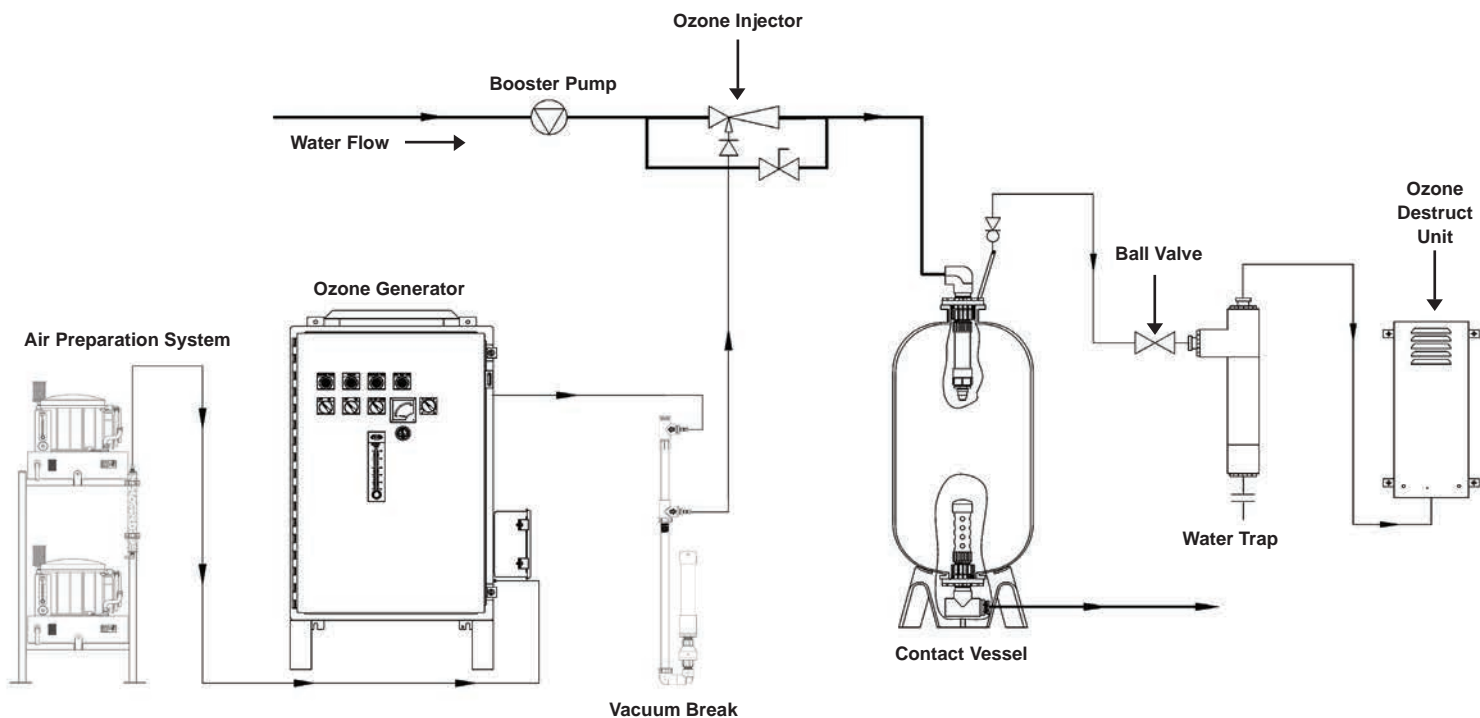 Ozone Injector
Booster Pump
Water Flow
Ozone
Destruct
Unit
Ball Valve
Ozone Generator
Air Preparation System
Water Trap
Contact Vessel
Vacuum Break